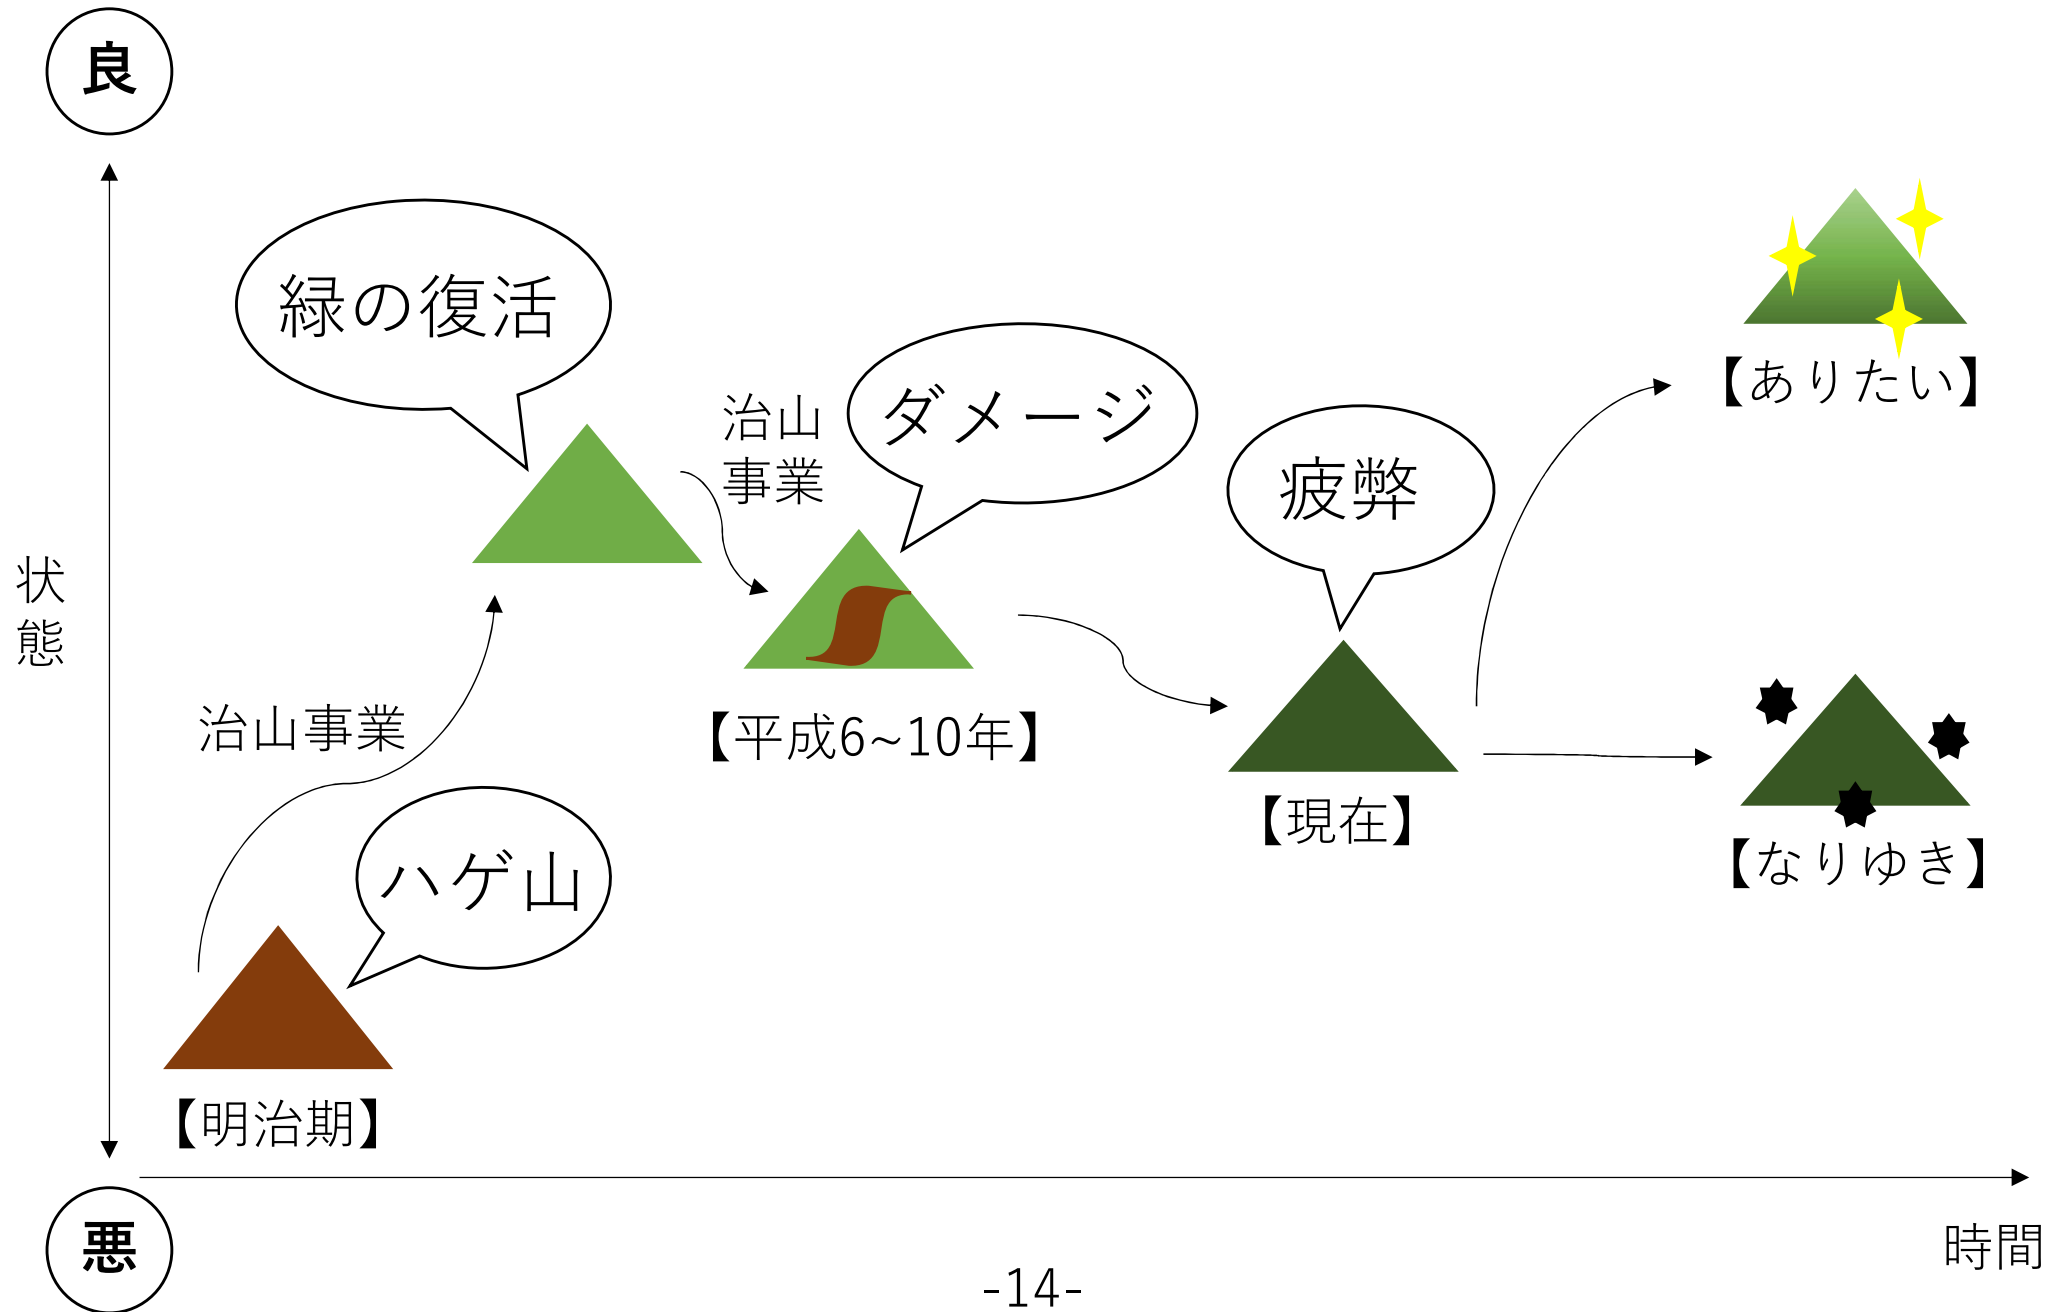 良
緑の復活
治山
事業
ダメージ
疲弊
【ありたい】
状
態
治山事業
【平成6~10年】
【現在】
【なりゆき】
ハゲ山
【明治期】
悪
時間
-14-